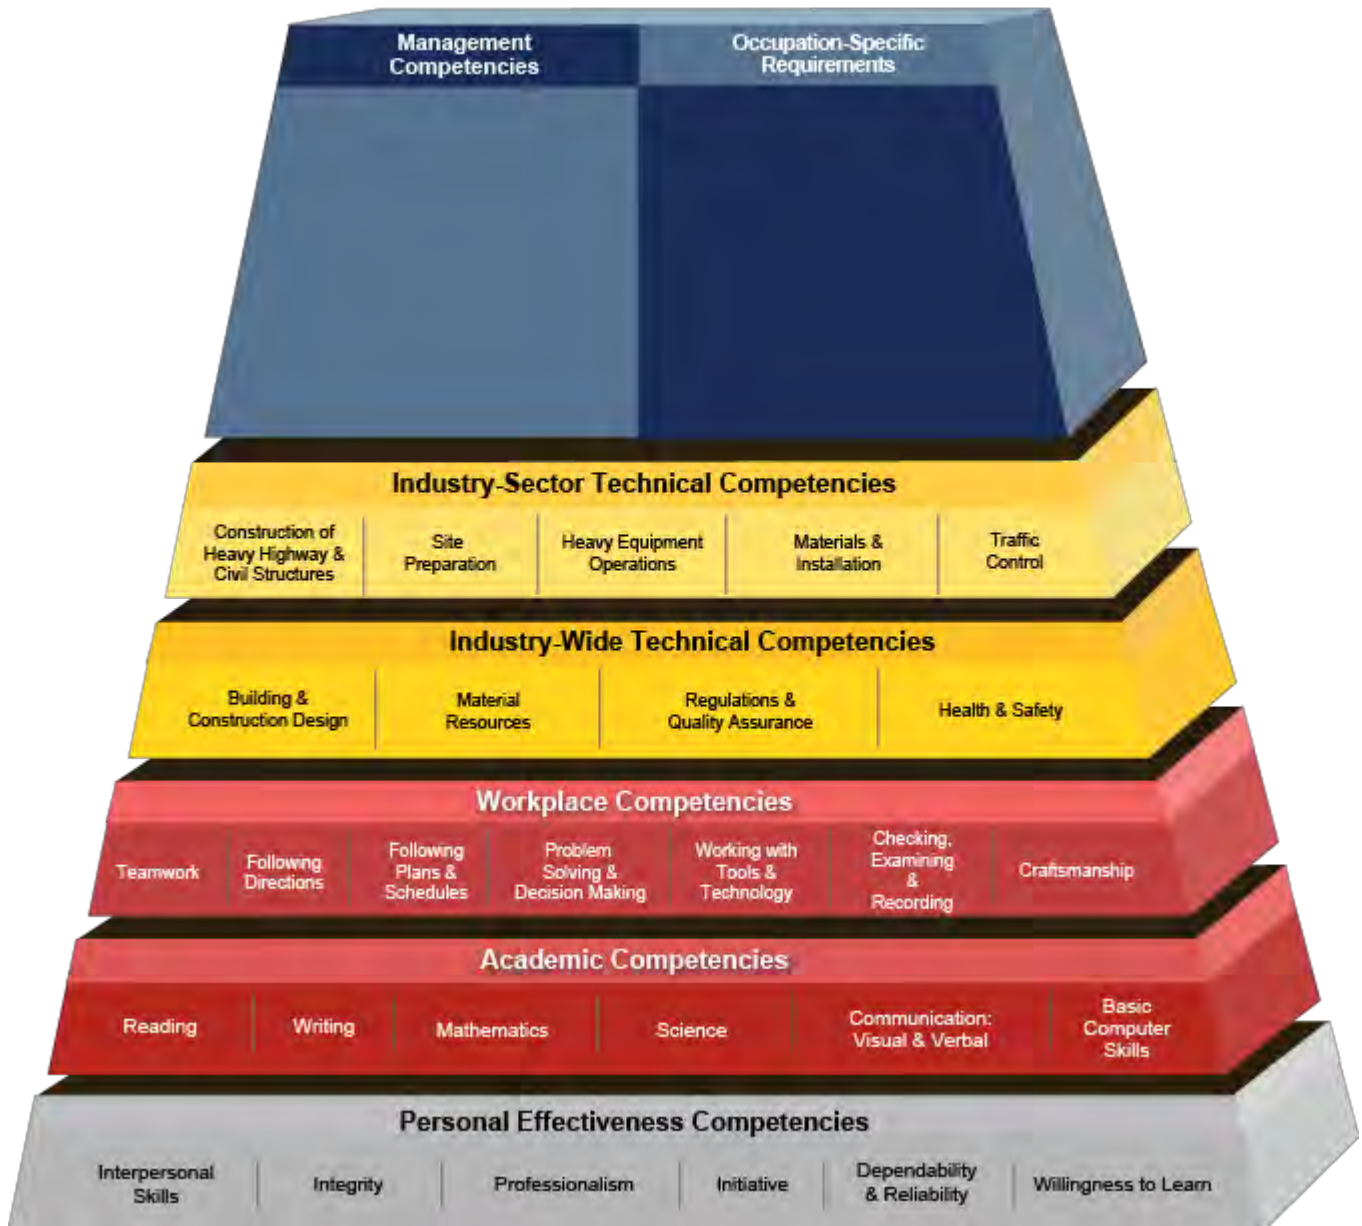 Management
Competencies
Occupation-Specific
Requirements
Industry-Sector Technical Competencies
Construction of
Heavy Highway &
Civil Structures
Site
Preparation
Heavy Equipment
Operations
Materials &
Installation
Traffic
Control
Industry-Wide Technical Competencies
Building &
Construction Design
Material
Resources
Regulations &
Quality Assurance
Health & Safety
Workplace Competencies
Teamwork
Following
Directions
Following
Plans &
Schedules
Problem
Solving &
Decision Making
Working with
Tools &
Technology
Checking,
Examining
&
Recording
Craftsmanship
Academic Competencies
Reading
Writing
Mathematics
Science
Communication:
Visual & Verbal
Basic
Computer
Skills
Personal Effectiveness Competencies
Interpersonal
Skills
Integrity
Professionalism
Initiative
Dependability
& Reliability
Willingness to Learn